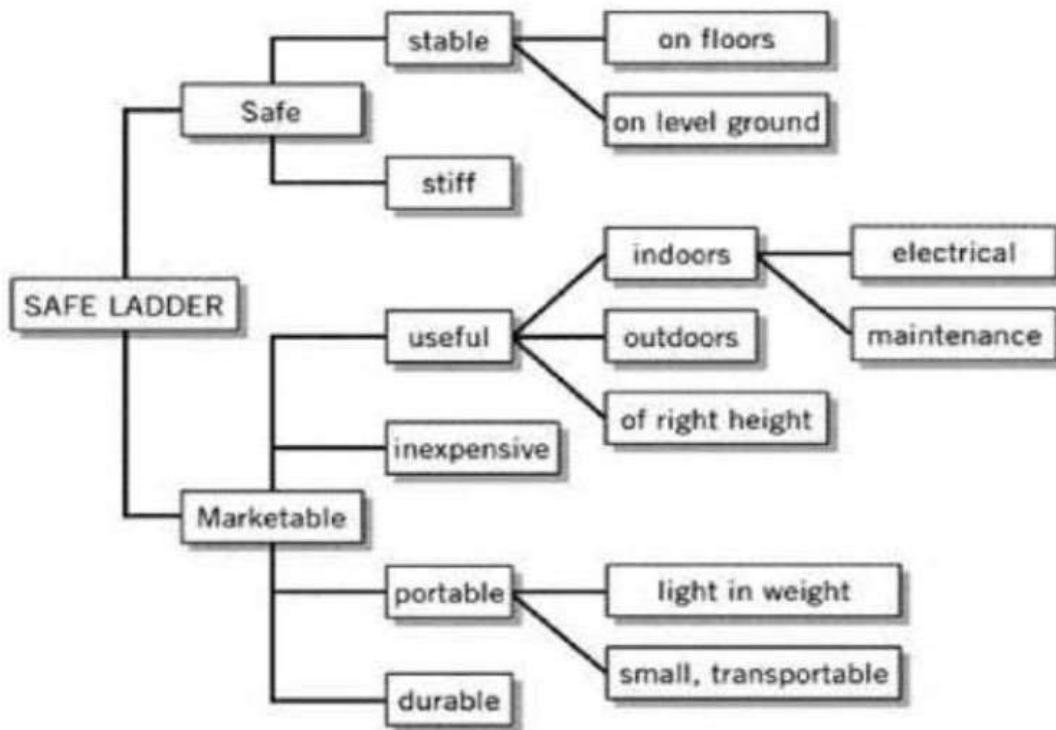 stable
on floors
Safe
on level ground
stiff
indoors
electrical
SAFE LADDER
useful
outdoors
maintenance
of right height
inexpensive
Marketable
portable
light in weight
small, transportable
durable